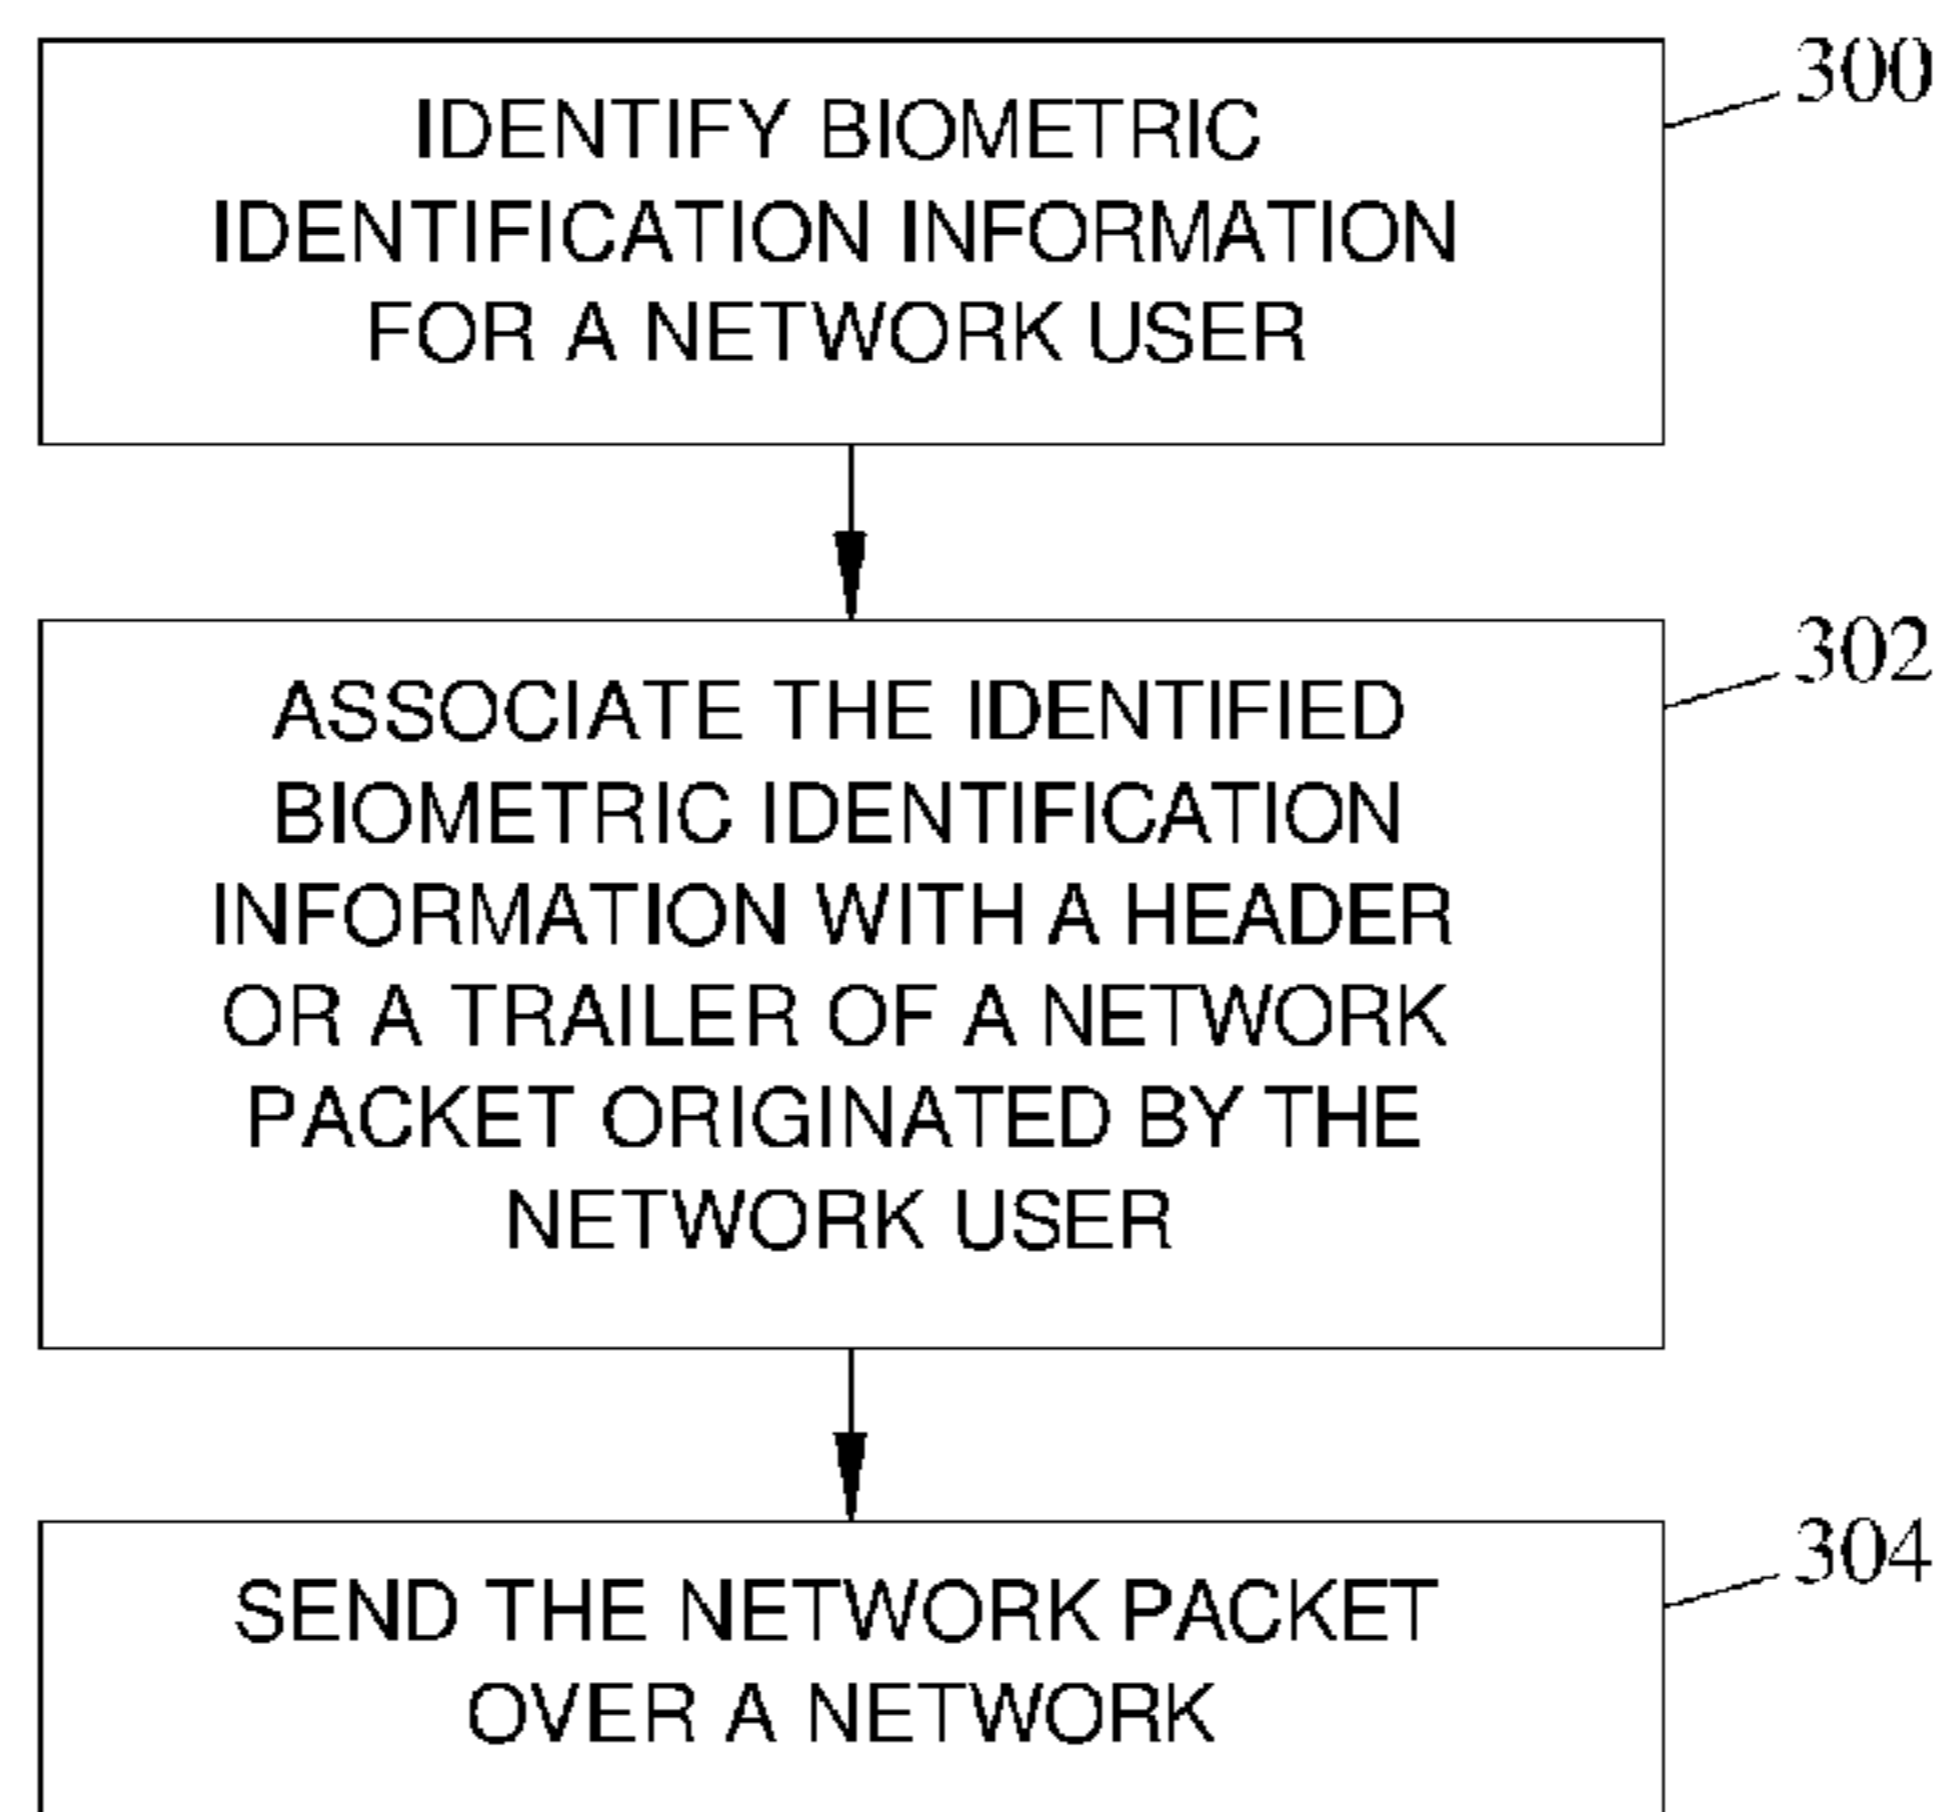 300
IDENTIFY BIOMETRIC
IDENTIFICATION INFORMATION
FOR A NETWORK USER
302
ASSOCIATE THE IDENTIFIED
BIOMETRIC IDENTIFICATION
INFORMATION WITH A HEADER
OR A TRAILER OF A NETWORK
PACKET ORIGINATED BY THE
NETWORK USER
304
SEND THE NETWORK PACKET
OVER A NETWORK